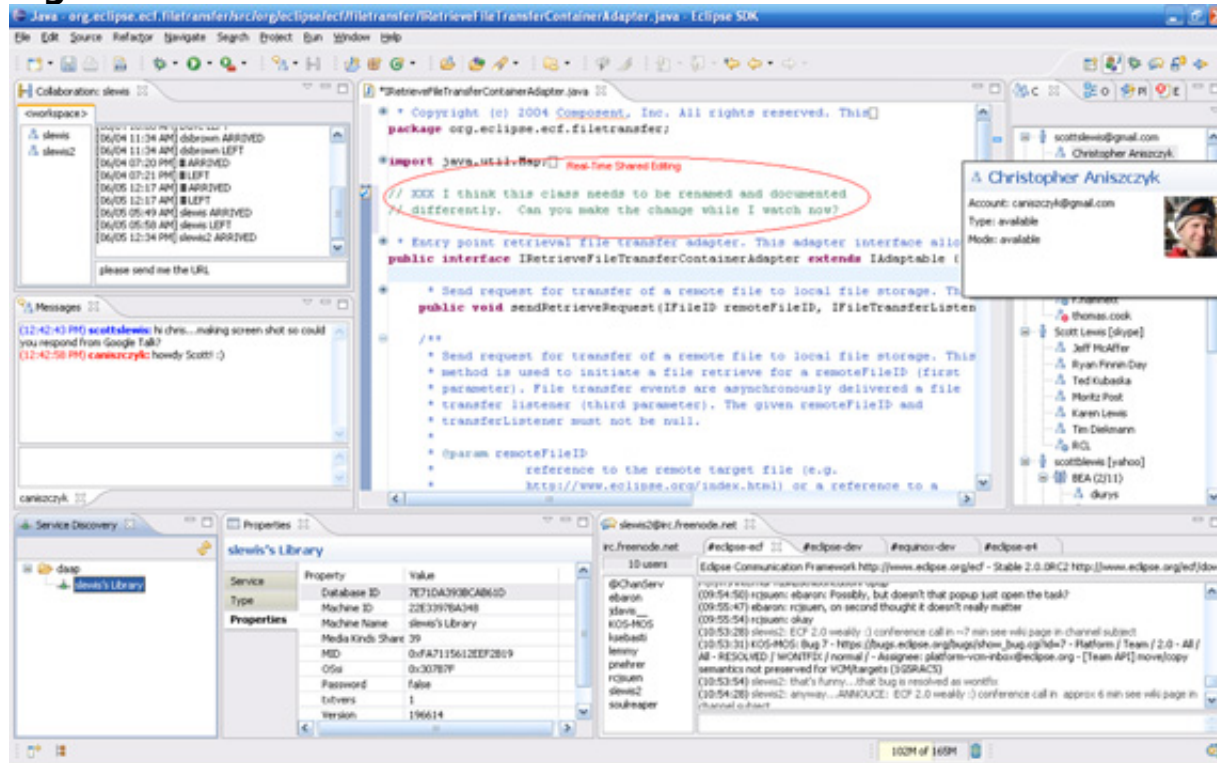 Java - org.eclipse.ecf.filetransfer/src/org/eclipse/ecf/filetransfer/IRetrieveFileTransferContainerAdapter.java - Eclipse SDK
File Edit Source Refactor Navigate Search Project Run Window Help
Collaboration: slewis
<workspace>
slewis
slewis2
[06/04 11:34 AM] dsbrown ARRIVED
[06/04 11:34 AM] dsbrown LEFT
[06/04 07:20 PM] ARRIVED
[06/04 07:21 PM] LEFT
[06/05 12:17 AM] ARRIVED
[06/05 12:17 AM] LEFT
[06/05 05:49 AM] slewis ARRIVED
[06/05 05:58 AM] slewis LEFT
[06/05 12:34 PM] slewis2 ARRIVED
please send me the URL
Messages
(12:42:43 PM) scottslewis: hi chris...making screen shot so could
you respond from Google Talk?
(12:42:58 PM) caniszczyk: howdy Scott! :)
caniszczyk
*IRetrieveFileTransferContainerAdapter.java
* Copyright (c) 2004 Composent, Inc. All rights reserved. This
package org.eclipse.ecf.filetransfer;
import java.util.Map;
Real-Time Shared Editing
// XXX I think this class needs to be renamed and documented
// differently. Can you make the change while I watch now?
* Entry point retrieval file transfer adapter. This adapter interface allo
public interface IRetrieveFileTransferContainerAdapter extends IAdaptable {
* Send request for transfer of a remote file to local file storage. Th
public void sendRetrieveRequest(IFileID remoteFileID, IFileTransferListen
/**
* Send request for transfer of a remote file to local file storage. This
* method is used to initiate a file retrieve for a remoteFileID (first
* parameter). File transfer events are asynchronously delivered a file
* transfer listener (third parameter). The given remoteFileID and
* transferListener must not be null.
*
* @param remoteFileID
* reference to the remote target file (e.g.
* http://www.eclipse.org/index.html) or a reference to a
scottslewis@gmail.com
Christopher Aniszczyk
Christopher Aniszczyk
Account: caniszczyk@gmail.com
Type: available
Mode: available
thomas.cook
Scott Lewis [skype]
Jeff McAffer
Ryan Finnin Day
Ted Kubaska
Moritz Post
Karen Lewis
Tim Diekmann
RCL
scottblewis [yahoo]
BEA (2/11)
durys
Service Discovery
daap
slewis's Library
Properties
slewis's Library
Service
Type
Properties
Property Value
Database ID 7E71DA393BCAB61D
Machine ID 22E3397BA348
Machine Name slewis's Library
Media Kinds Share 39
MID 0xFA7115612EEF2819
OSsi 0x307B7F
Password false
txtvers 1
Version 196614
slewis2@irc.freenode.net
irc.freenode.net #eclipse-ecf #eclipse-dev #equinox-dev #eclipse-e4
10 users
Eclipse Communication Framework http://www.eclipse.org/ecf - Stable 2.0.0RC2 http://www.eclipse.org/ecf/dow
@ChanServ
ebaron
jdavis__
KOS-MOS
ksebasti
lemmy
pnehrer
rcjsuen
slewis2
soulreaper
(09:54:50) rcjsuen: ebaron: Possibly, but doesn't that popup just open the task?
(09:55:47) ebaron: rcjsuen, on second thought it doesn't really matter
(09:55:54) rcjsuen: okay
(10:53:28) slewis2: ECF 2.0 weakly :) conference call in ~7 min see wiki page in channel subject
(10:53:31) KOS-MOS: Bug 7 - https://bugs.eclipse.org/bugs/show_bug.cgi?id=7 - Platform / Team / 2.0 - All /
All - RESOLVED / WONTFIX / normal / - Assignee: platform-vcm-inbox@eclipse.org - [Team API] move/copy
semantics not preserved for VCM/targets (1GSRAC5)
(10:53:54) slewis2: that's funny....that bug is resolved as wontfix
(10:54:28) slewis2: anyway....ANNOUCE: ECF 2.0 weakly :) conference call in approx 6 min see wiki page in
channel subject
102M of 165M